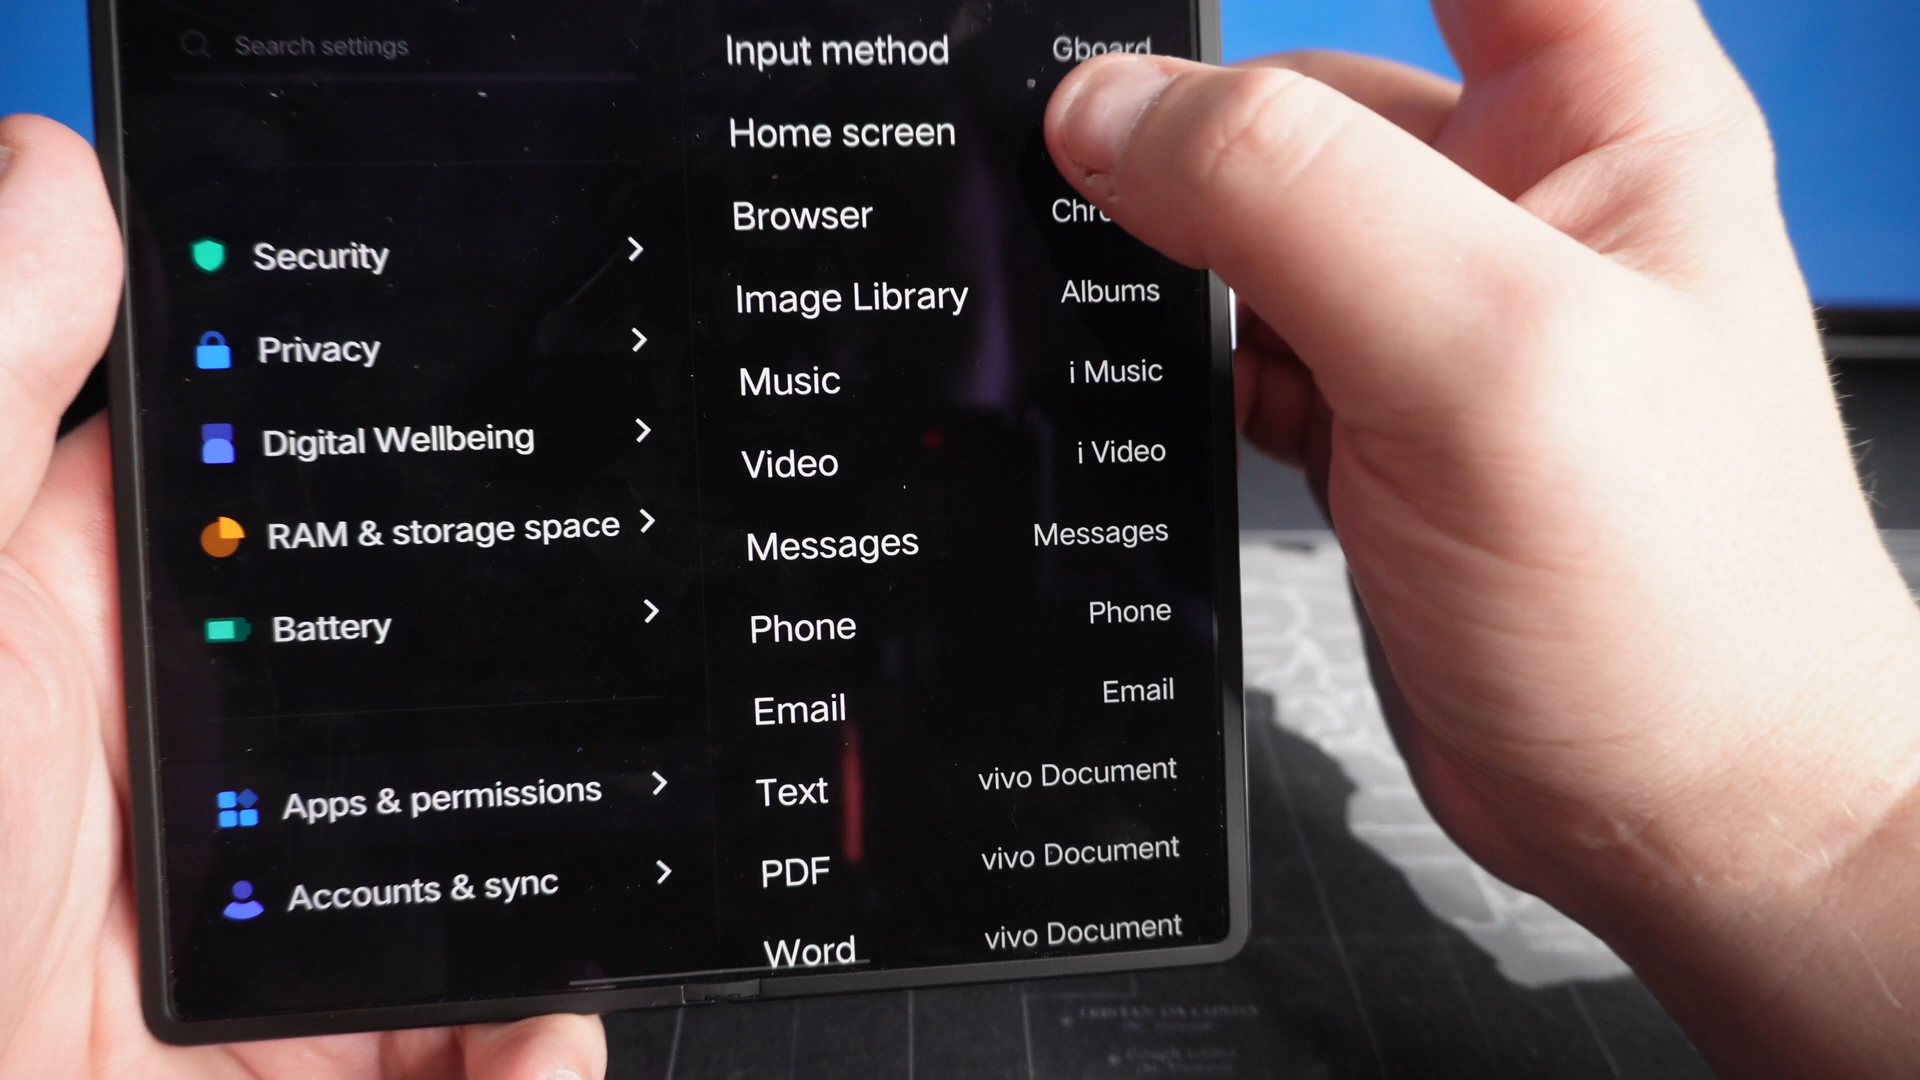 Search settings
Security
Privacy
Digital Wellbeing
RAM & storage space
Battery
Apps & permissions
Accounts & sync
Input method Gboard
Home screen
Browser Chr
Image Library Albums
Music i Music
Video i Video
Messages Messages
Phone Phone
Email Email
Text vivo Document
PDF vivo Document
Word vivo Document